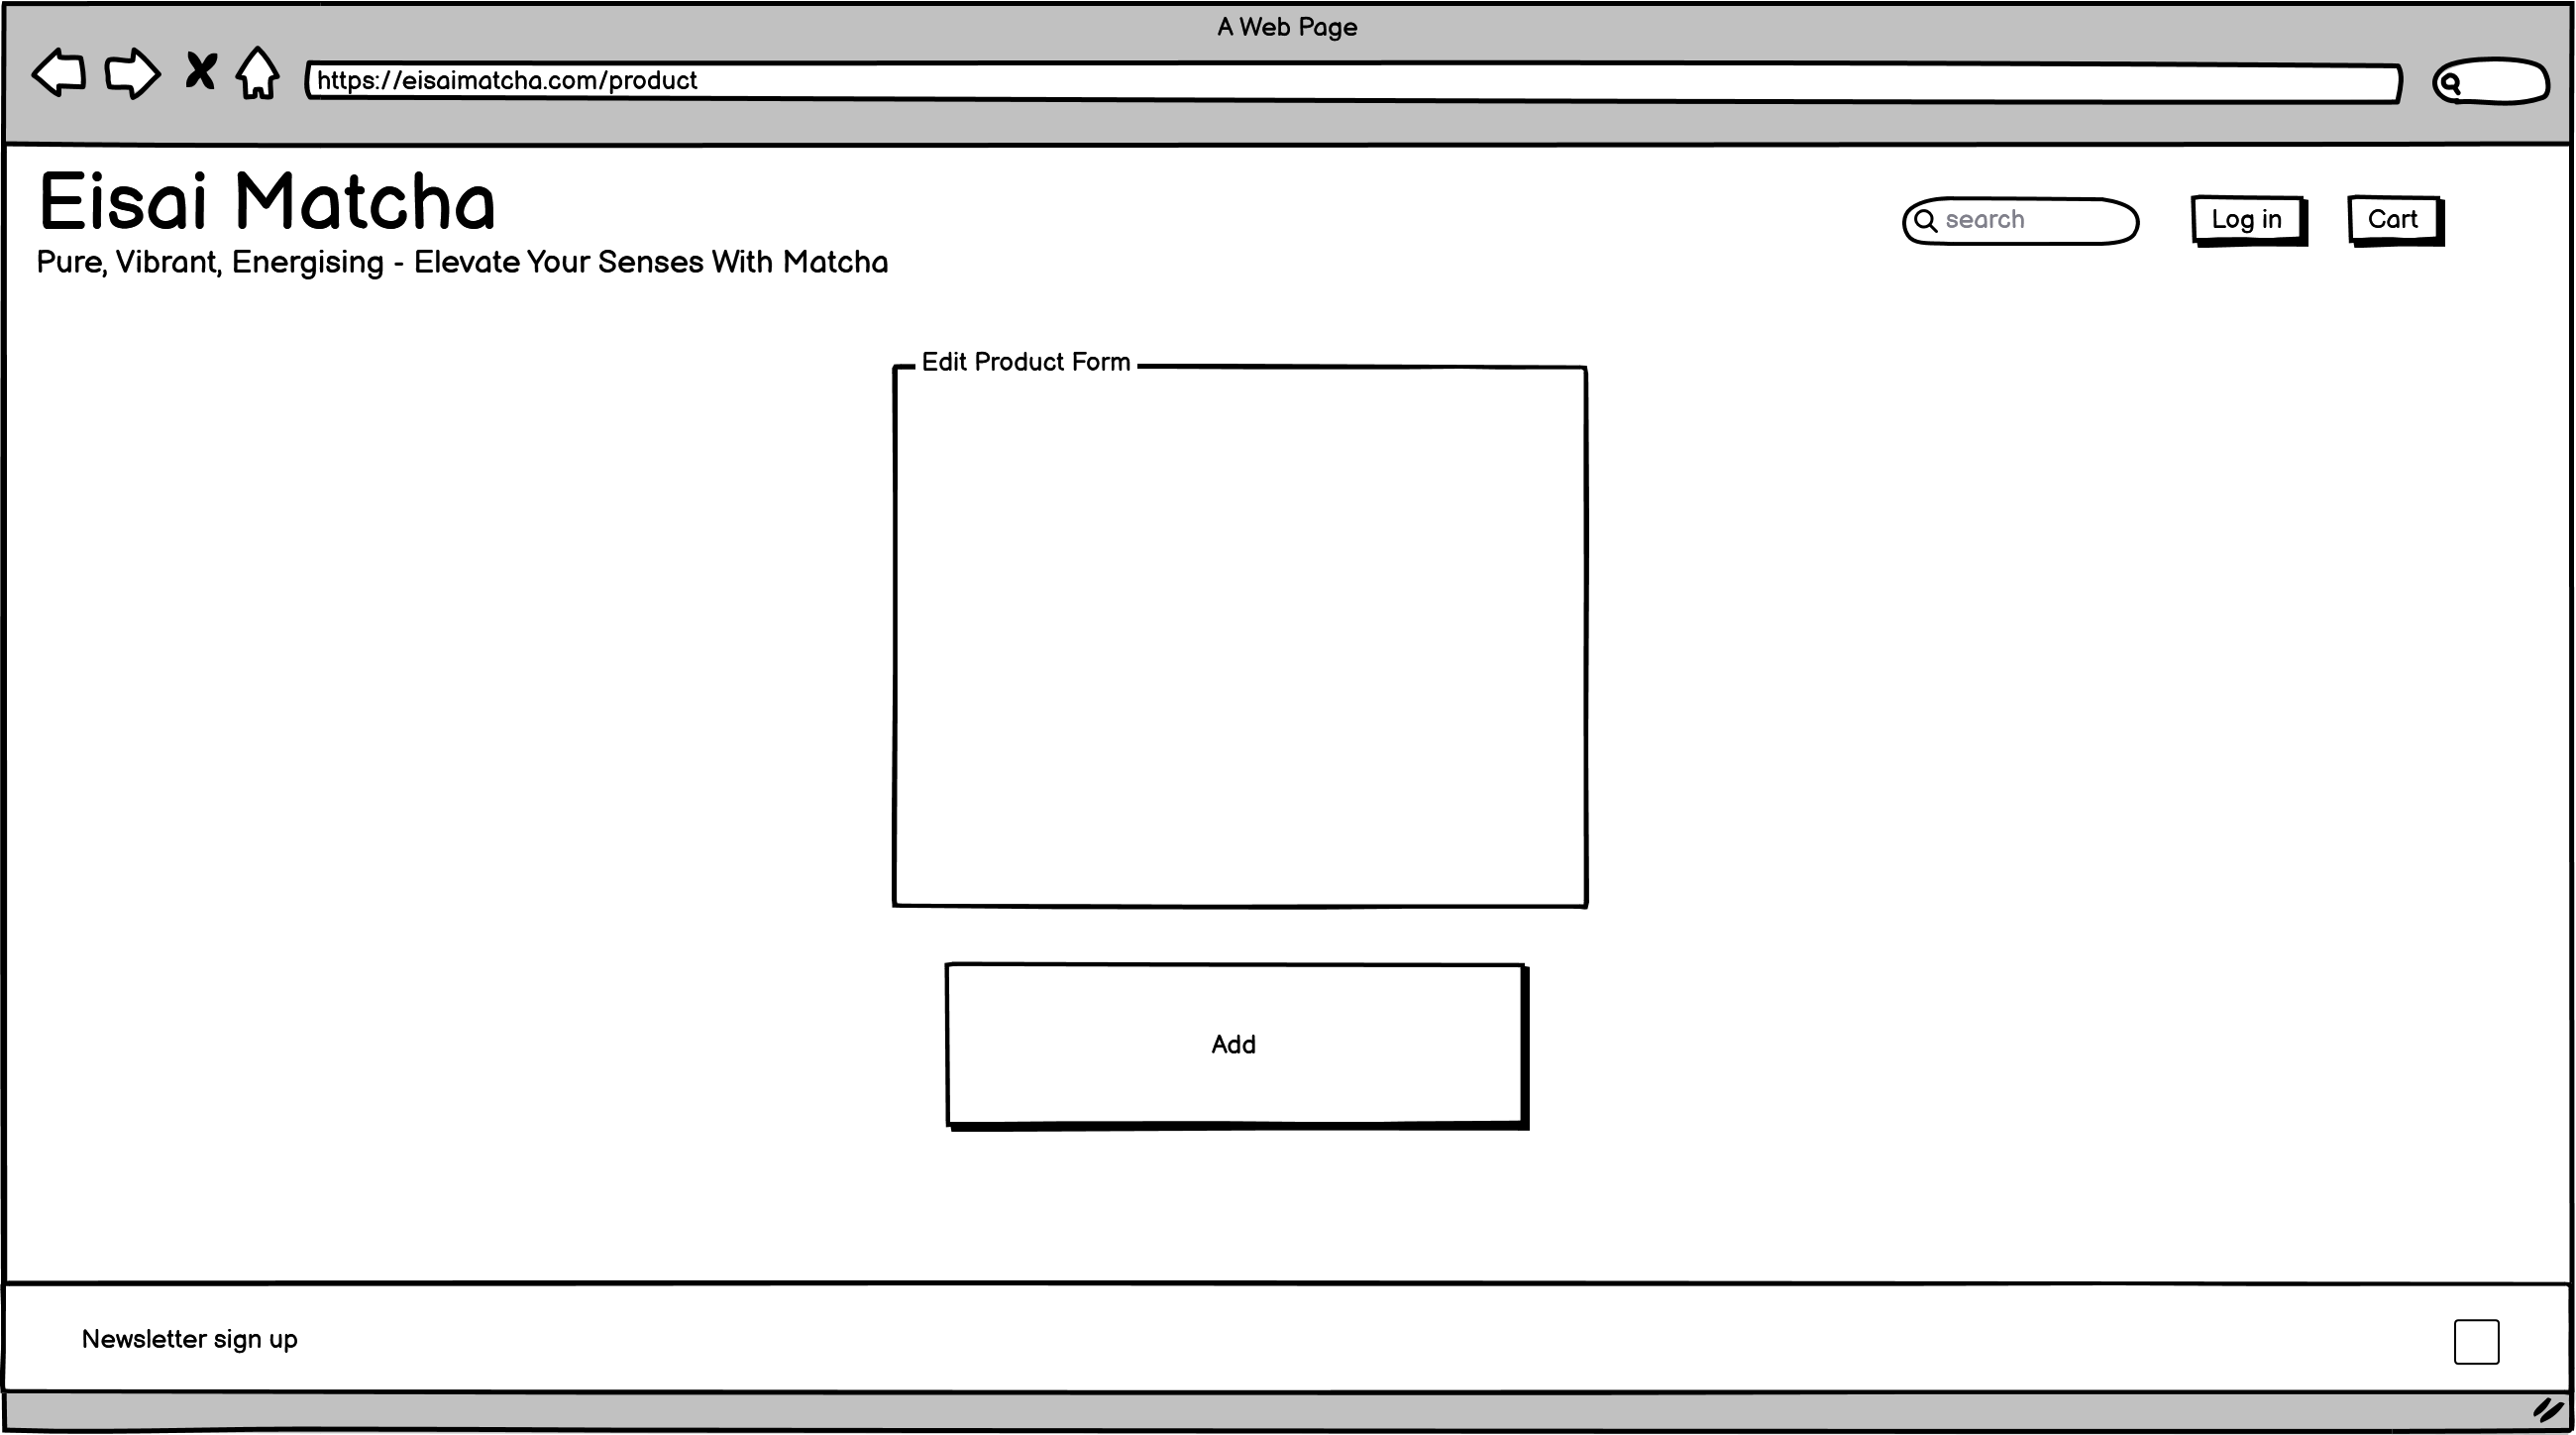 A Web Page
https://eisaimatcha.com/product
Eisai Matcha
search
Log in
Cart
Pure, Vibrant, Energising - Elevate Your Senses With Matcha
Edit Product Form
Add
Newsletter sign up